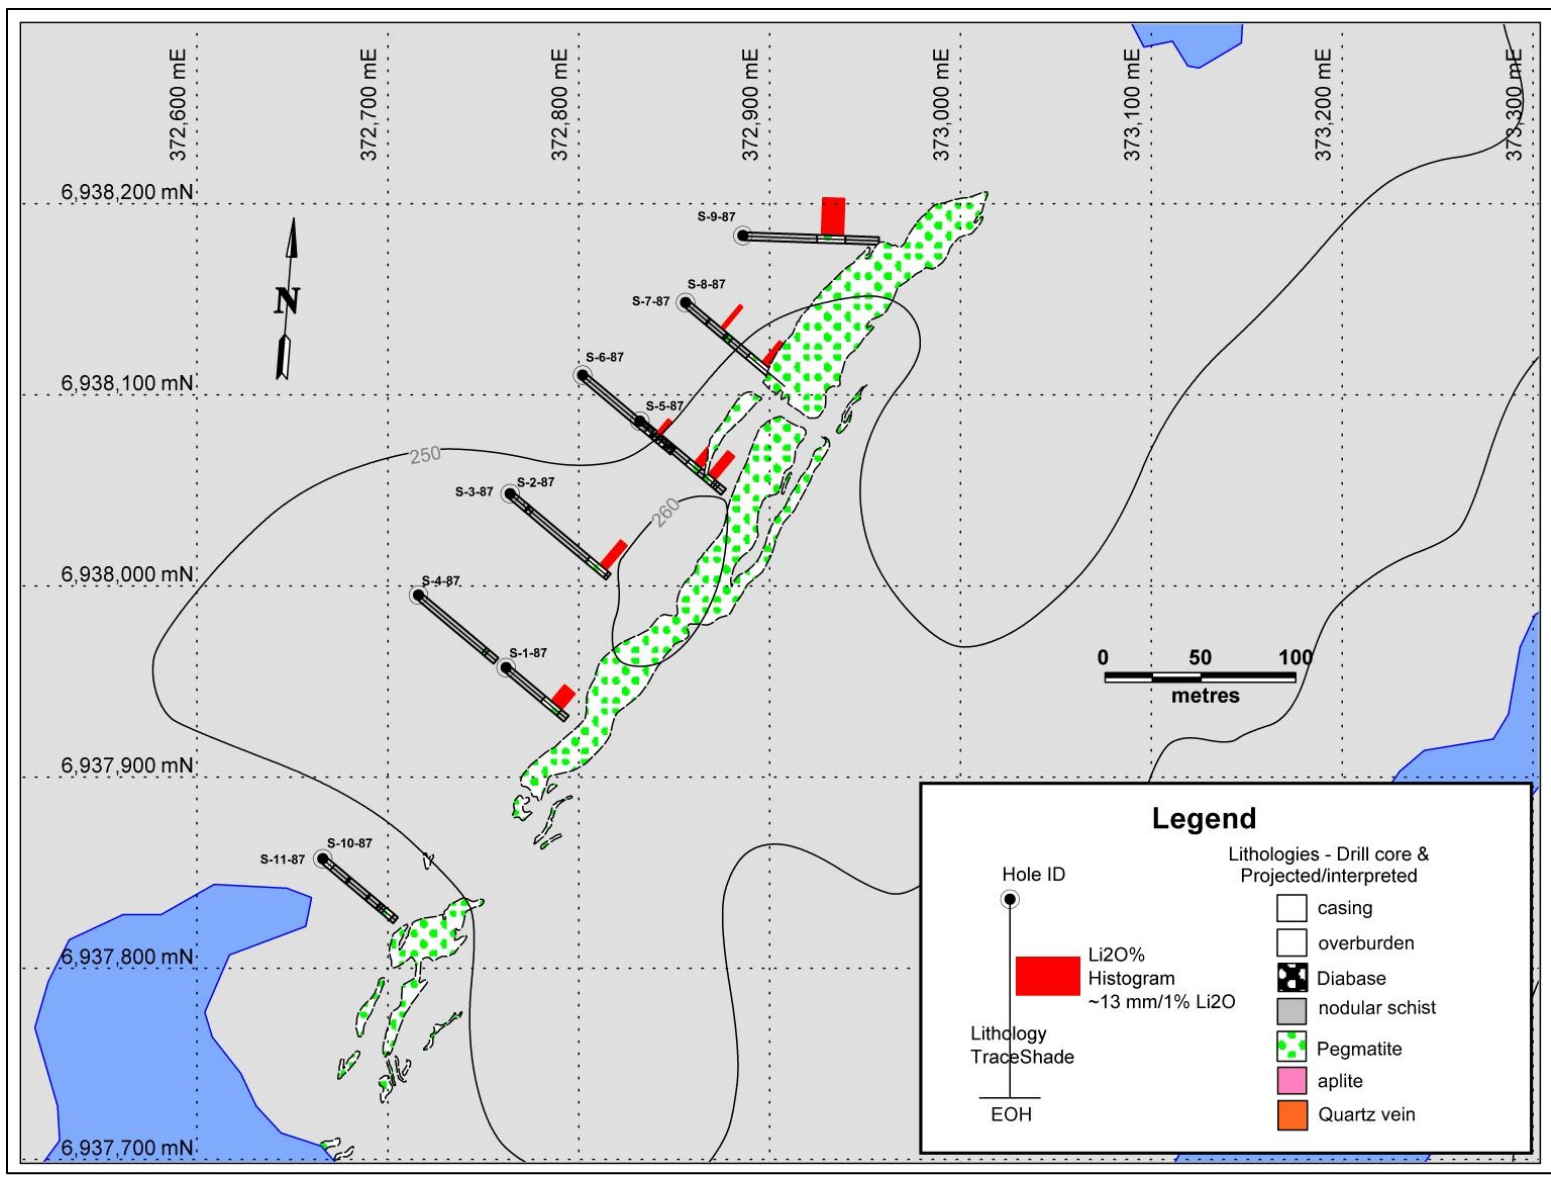 372,600 mE
372,700 mE
372,800 mE
372,900 mE
373,000 mE
373,100 mE
373,200 mE
373,300 mE
6,938,200 mN
S-9-87
N
S-8-87
S-7-87
S-6-87
6,938,100 mN
S-5-87
250
S-2-87
S-3-87
260
6,938,000 mN
S-4-87
S-1-87
0 50 100
metres
6,937,900 mN
S-10-87
S-11-87
6,937,800 mN
6,937,700 mN
Legend
Hole ID
Li2O%
Histogram
~13 mm/1% Li2O
Lithology
TraceShade
EOH
Lithologies - Drill core &
Projected/interpreted
casing
overburden
Diabase
nodular schist
Pegmatite
aplite
Quartz vein